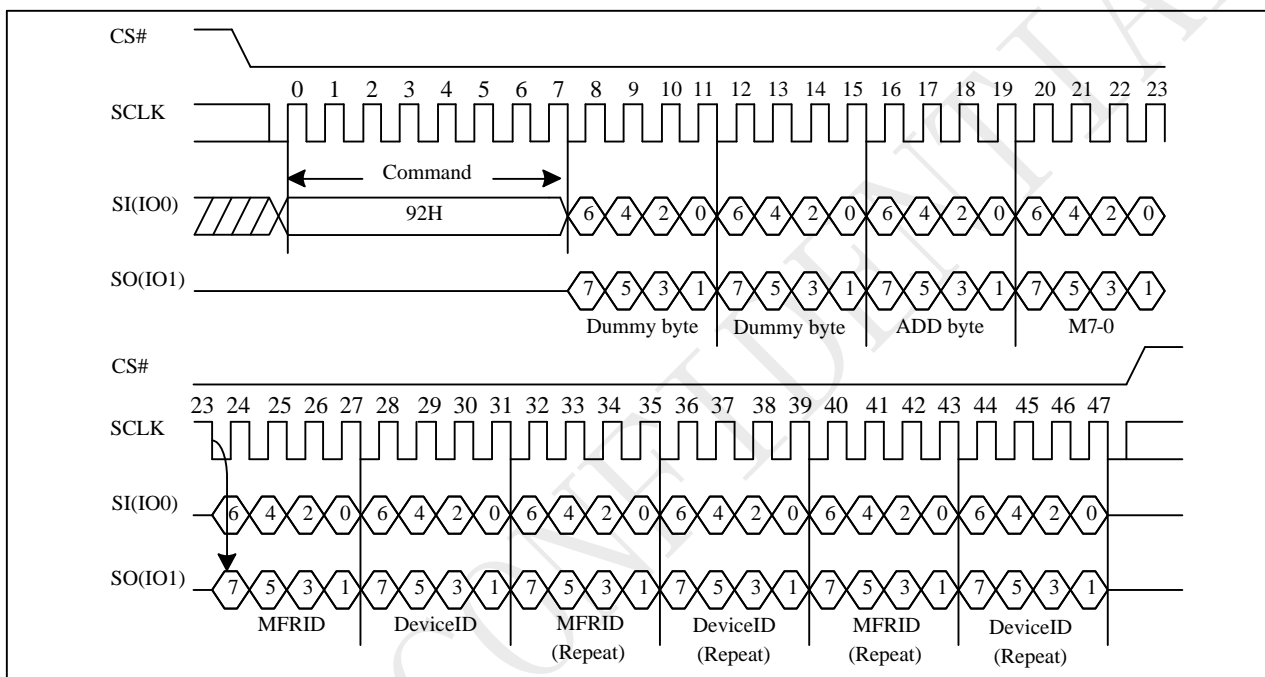 CS#
0 1 2 3 4 5 6 7 8 9 10 11 12 13 14 15 16 17 18 19 20 21 22 23
SCLK
Command
SI(IO0) 92H 6 4 2 0 6 4 2 0 6 4 2 0 6 4 2 0
SO(IO1) 7 5 3 1 7 5 3 1 7 5 3 1 7 5 3 1
Dummy byte Dummy byte ADD byte M7-0
CS#
23 24 25 26 27 28 29 30 31 32 33 34 35 36 37 38 39 40 41 42 43 44 45 46 47
SCLK
SI(IO0) 6 4 2 0 6 4 2 0 6 4 2 0 6 4 2 0 6 4 2 0 6 4 2 0
SO(IO1) 7 5 3 1 7 5 3 1 7 5 3 1 7 5 3 1 7 5 3 1 7 5 3 1
MFRID DeviceID MFRID DeviceID MFRID DeviceID
(Repeat) (Repeat) (Repeat) (Repeat)
CONFIDENTIA